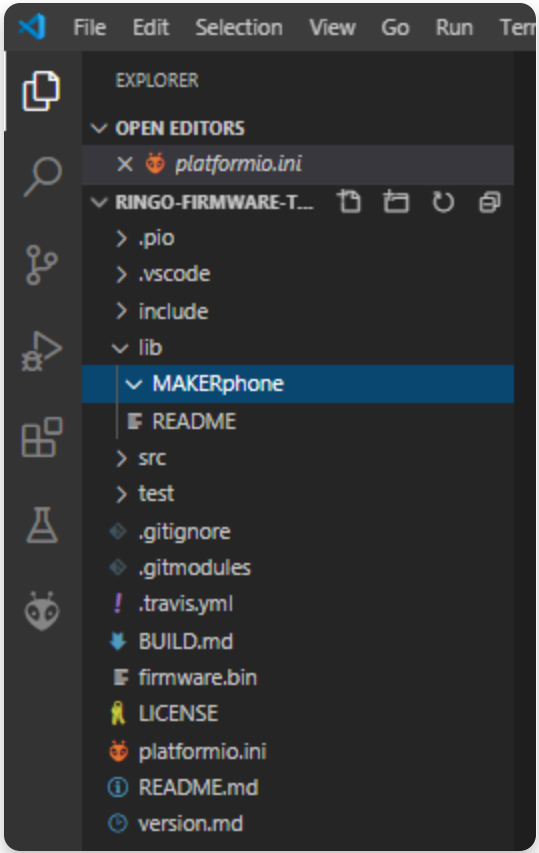 File Edit Selection View Go Run
EXPLORER
OPEN EDITORS
platformio.ini
RINGO-FIRMWARE-T...
.pio
.vscode
include
lib
MAKERphone
README
src
test
.gitignore
.gitmodules
.travis.yml
BUILD.md
firmware.bin
LICENSE
platformio.ini
README.md
version.md